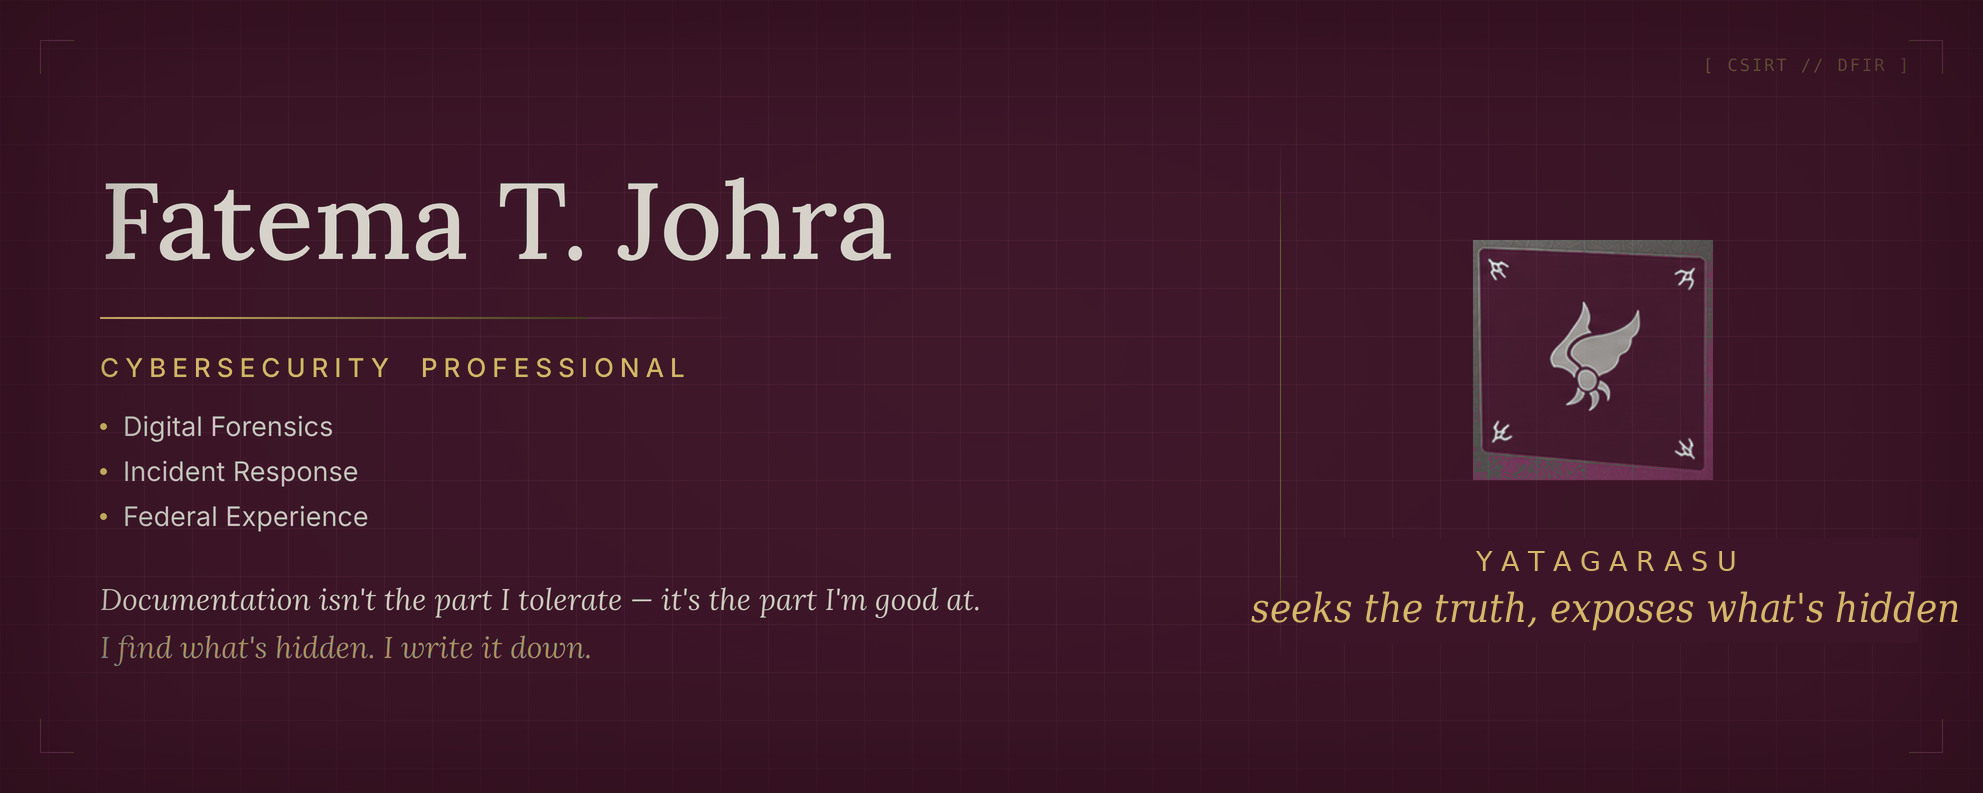 [ CSIRT // DFIR ]
Fatema T. Johra
CYBERSECURITY PROFESSIONAL
• Digital Forensics
• Incident Response
• Federal Experience
Documentation isn't the part I tolerate — it's the part I'm good at.
I find what's hidden. I write it down.
YATAGARASU
seeks the truth, exposes what's hidden